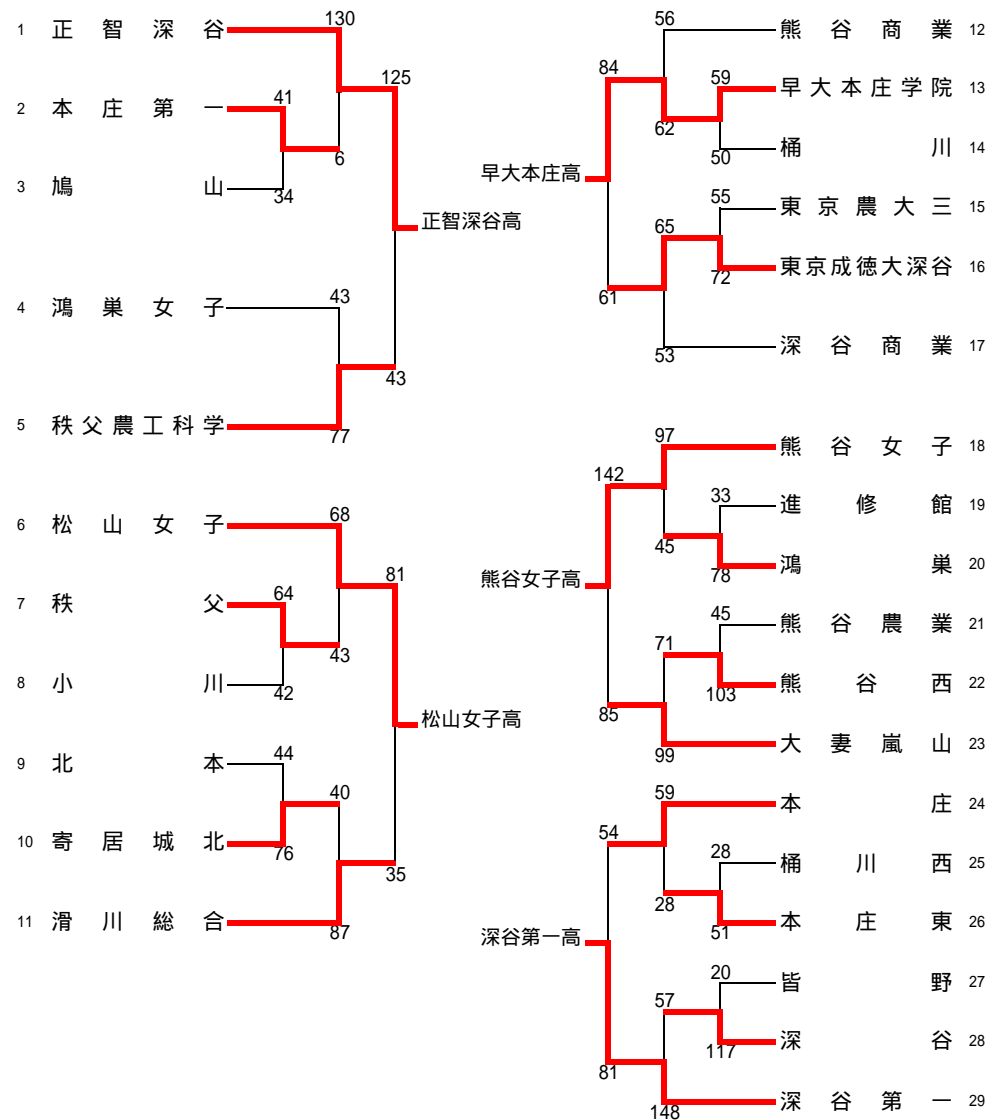 1 正智深谷 130
125
2 本庄第一 41
6
3 鳩山 34
正智深谷高
4 鴻巣女子 43
43
5 秩父農工科学 77
6 松山女子 68
81
7 秩父 64
43
8 小川 42
松山女子高
9 北本 44
40
10 寄居城北 76
35
11 滑川総合 87
56 熊谷商業 12
84
59 早大本庄学院 13
62
50 桶川 14
早大本庄高
55 東京農大三 15
65
72 東京成徳大深谷 16
61
53 深谷商業 17
97 熊谷女子 18
142
33 進修館 19
45
78 鴻巣 20
熊谷女子高
45 熊谷農業 21
71
103 熊谷西 22
85
99 大妻嵐山 23
59 本庄 24
54
28 桶川西 25
28
51 本庄東 26
深谷第一高
20 皆野 27
57
117 深谷 28
81
148 深谷第一 29